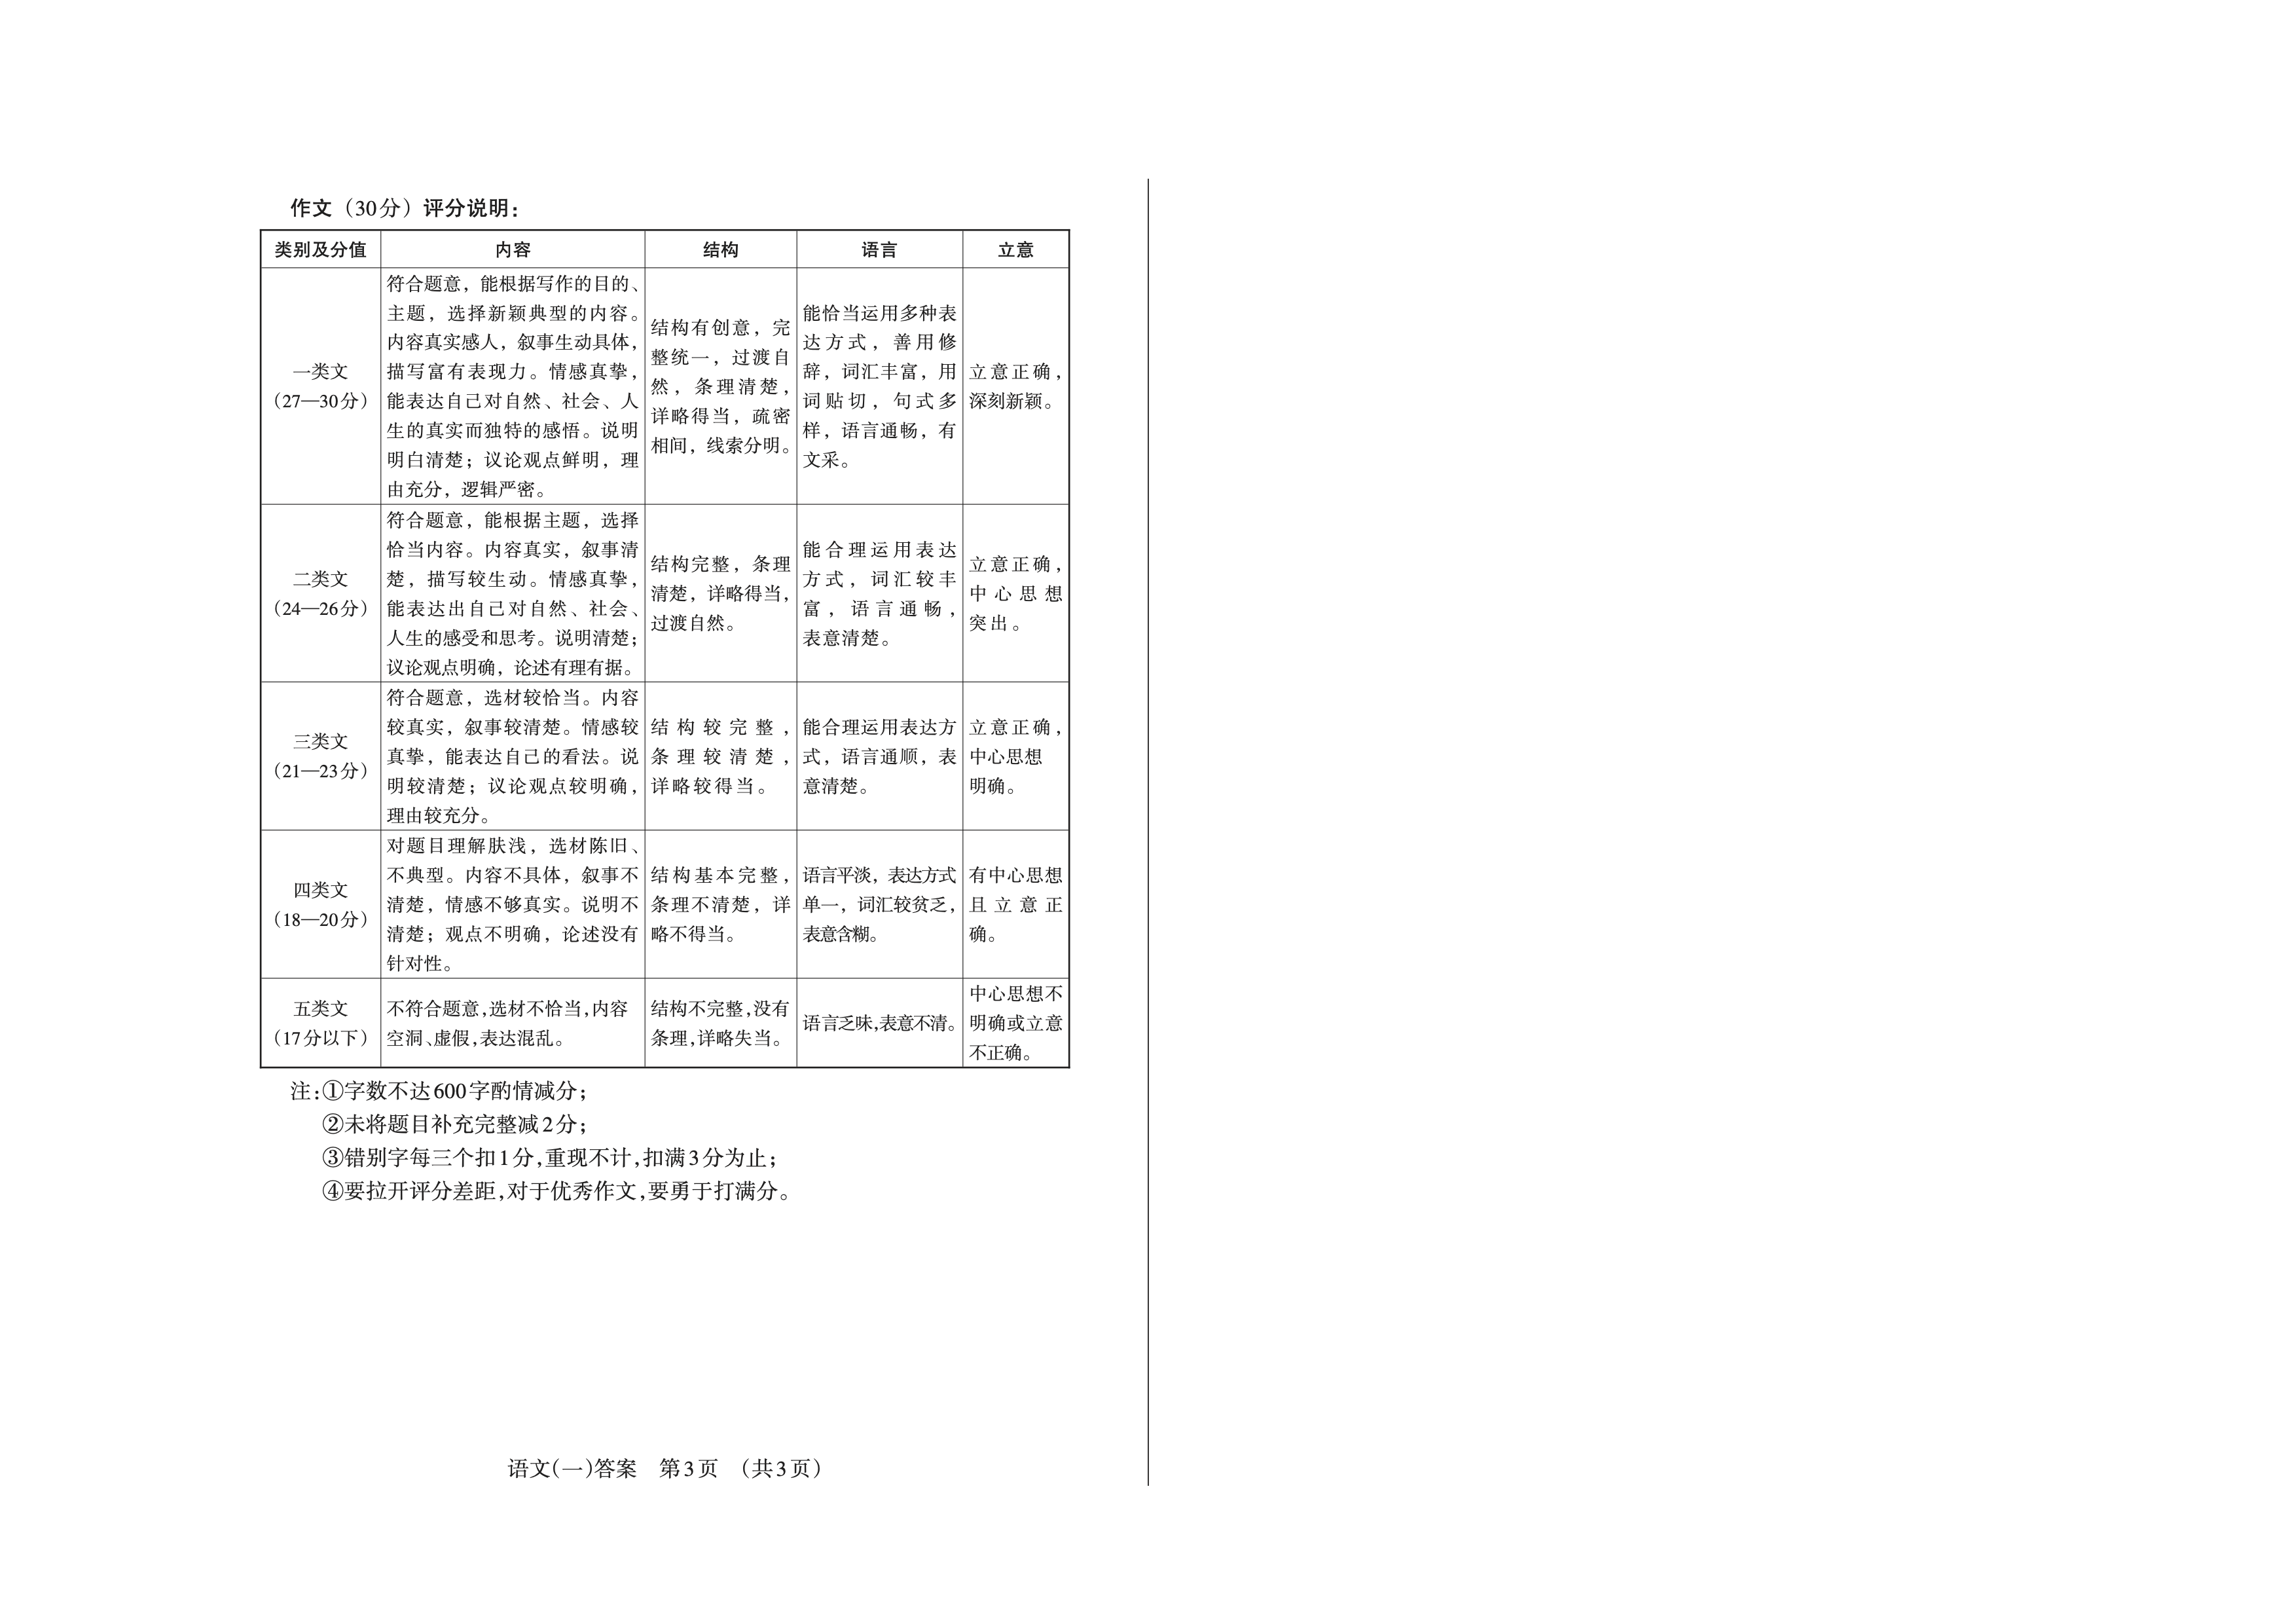 作文（30分）评分说明：
类别及分值 内容 结构 语言 立意
一类文
（27—30分）
符合题意，能根据写作的目的、
主题，选择新颖典型的内容。
内容真实感人，叙事生动具体，
描写富有表现力。情感真挚，
能表达自己对自然、社会、人
生的真实而独特的感悟。说明
明白清楚；议论观点鲜明，理
由充分，逻辑严密。
结构有创意，完
整统一，过渡自
然，条理清楚，
详略得当，疏密
相间，线索分明。
能恰当运用多种表
达方式，善用修
辞，词汇丰富，用
词贴切，句式多
样，语言通畅，有
文采。
立意正确，
深刻新颖。
二类文
（24—26分）
符合题意，能根据主题，选择
恰当内容。内容真实，叙事清
楚，描写较生动。情感真挚，
能表达出自己对自然、社会、
人生的感受和思考。说明清楚；
议论观点明确，论述有理有据。
结构完整，条理
清楚，详略得当，
过渡自然。
能合理运用表达
方式，词汇较丰
富，语言通畅，
表意清楚。
立意正确，
中心思想
突出。
三类文
（21—23分）
符合题意，选材较恰当。内容
较真实，叙事较清楚。情感较
真挚，能表达自己的看法。说
明较清楚；议论观点较明确，
理由较充分。
结构较完整，
条理较清楚，
详略较得当。
能合理运用表达方
式，语言通顺，表
意清楚。
立意正确，
中心思想
明确。
四类文
（18—20分）
对题目理解肤浅，选材陈旧、
不典型。内容不具体，叙事不
清楚，情感不够真实。说明不
清楚；观点不明确，论述没有
针对性。
结构基本完整，
条理不清楚，详
略不得当。
语言平淡，表达方式
单一，词汇较贫乏，
表意含糊。
有中心思想
且立意正
确。
五类文
（17分以下）
不符合题意,选材不恰当,内容
空洞、虚假,表达混乱。
结构不完整,没有
条理,详略失当。
语言乏味,表意不清。
中心思想不
明确或立意
不正确。
注:①字数不达600字酌情减分；
②未将题目补充完整减2分；
③错别字每三个扣1分,重现不计,扣满3分为止；
④要拉开评分差距,对于优秀作文,要勇于打满分。
语文(一)答案 第3页 （共3页）